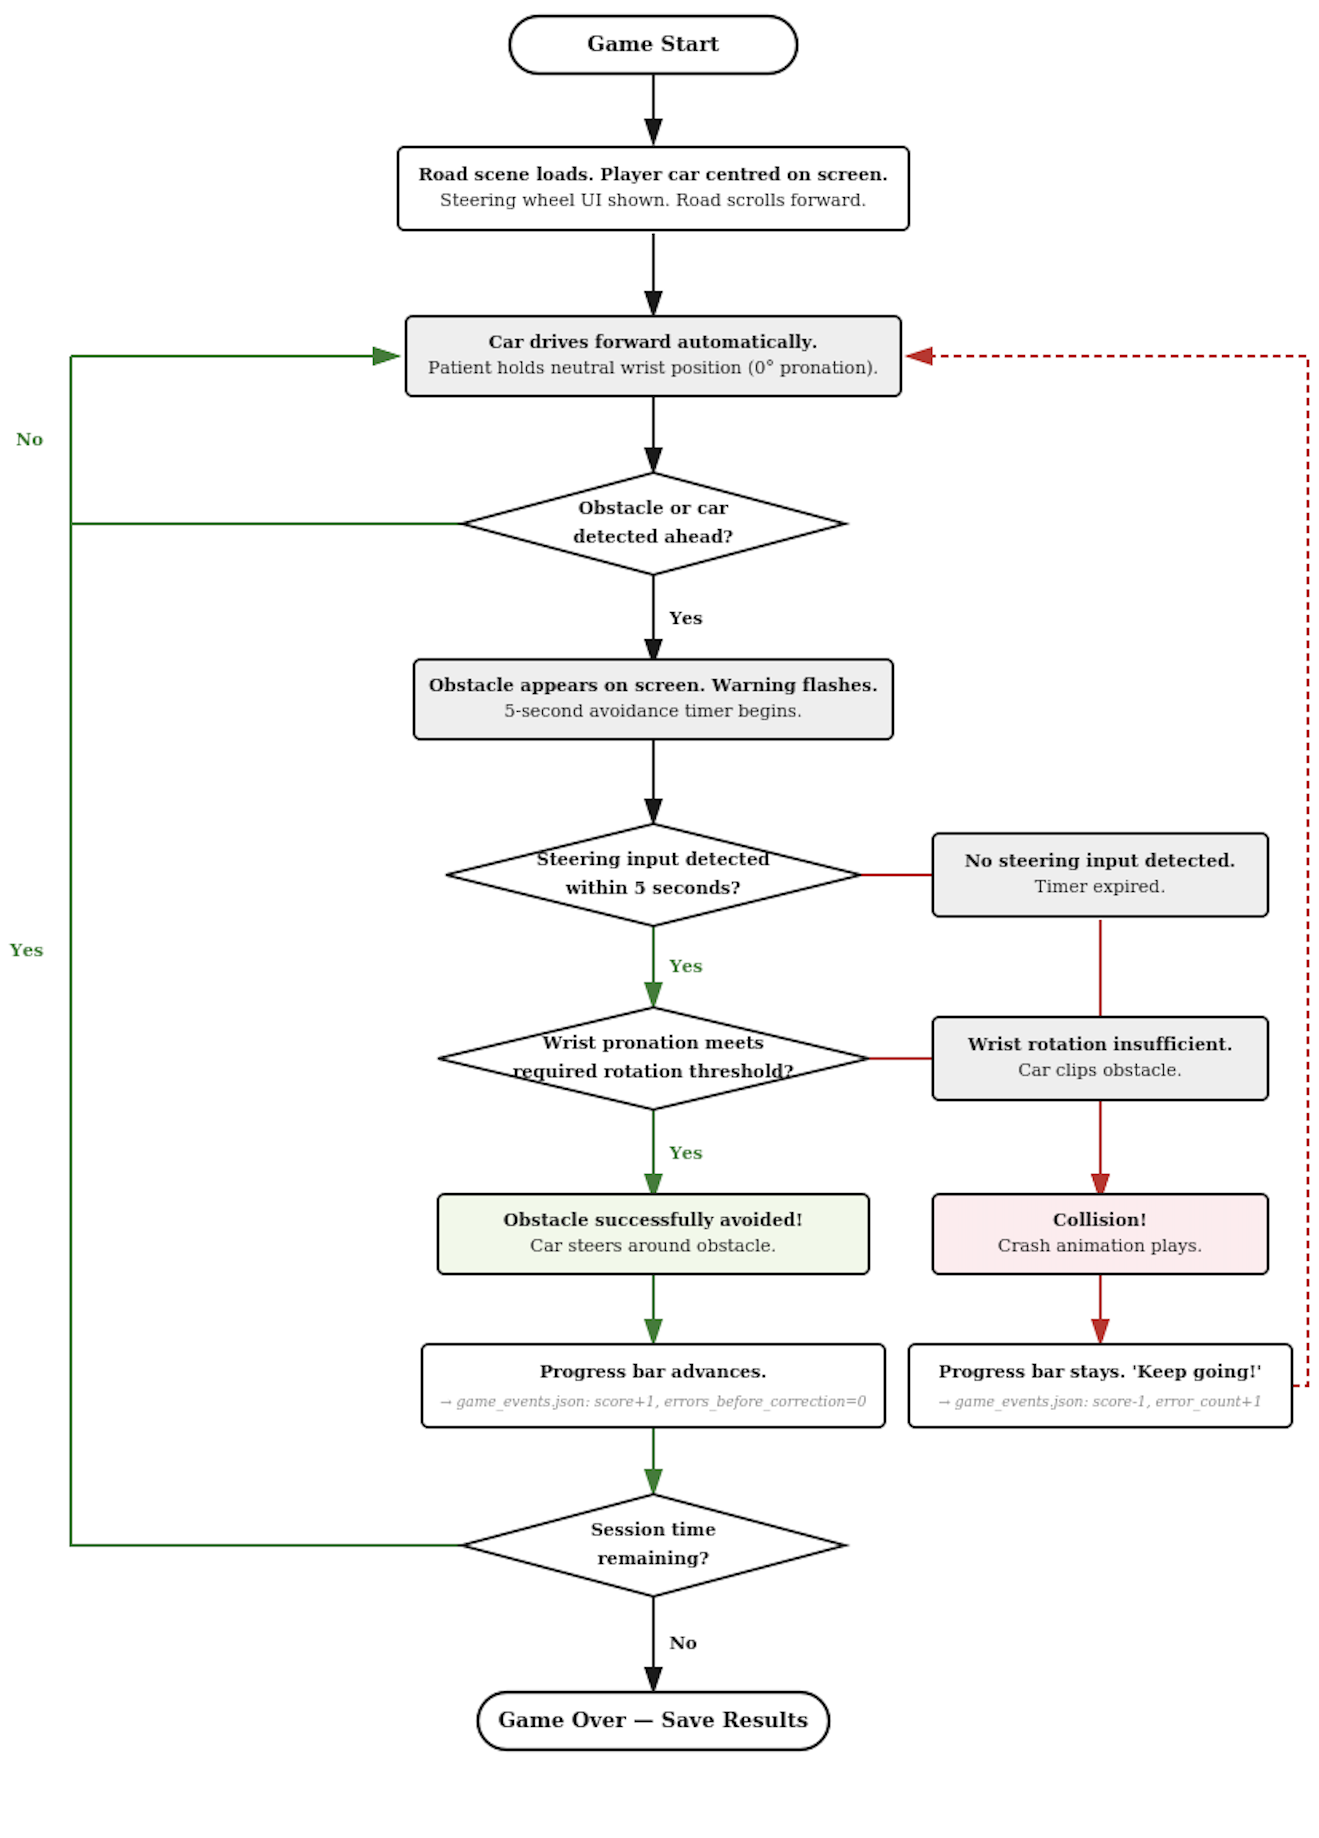 Game Start
Road scene loads. Player car centred on screen.
Steering wheel UI shown. Road scrolls forward.
Car drives forward automatically.
Patient holds neutral wrist position (0° pronation).
No
Obstacle or car
detected ahead?
Yes
Obstacle appears on screen. Warning flashes.
5-second avoidance timer begins.
Steering input detected
within 5 seconds?
No steering input detected.
Timer expired.
Yes
Yes
Wrist pronation meets
required rotation threshold?
Wrist rotation insufficient.
Car clips obstacle.
Yes
Obstacle successfully avoided!
Car steers around obstacle.
Collision!
Crash animation plays.
Progress bar advances.
→ game_events.json: score+1, errors_before_correction=0
Progress bar stays. 'Keep going!'
→ game_events.json: score-1, error_count+1
Session time
remaining?
No
Game Over — Save Results